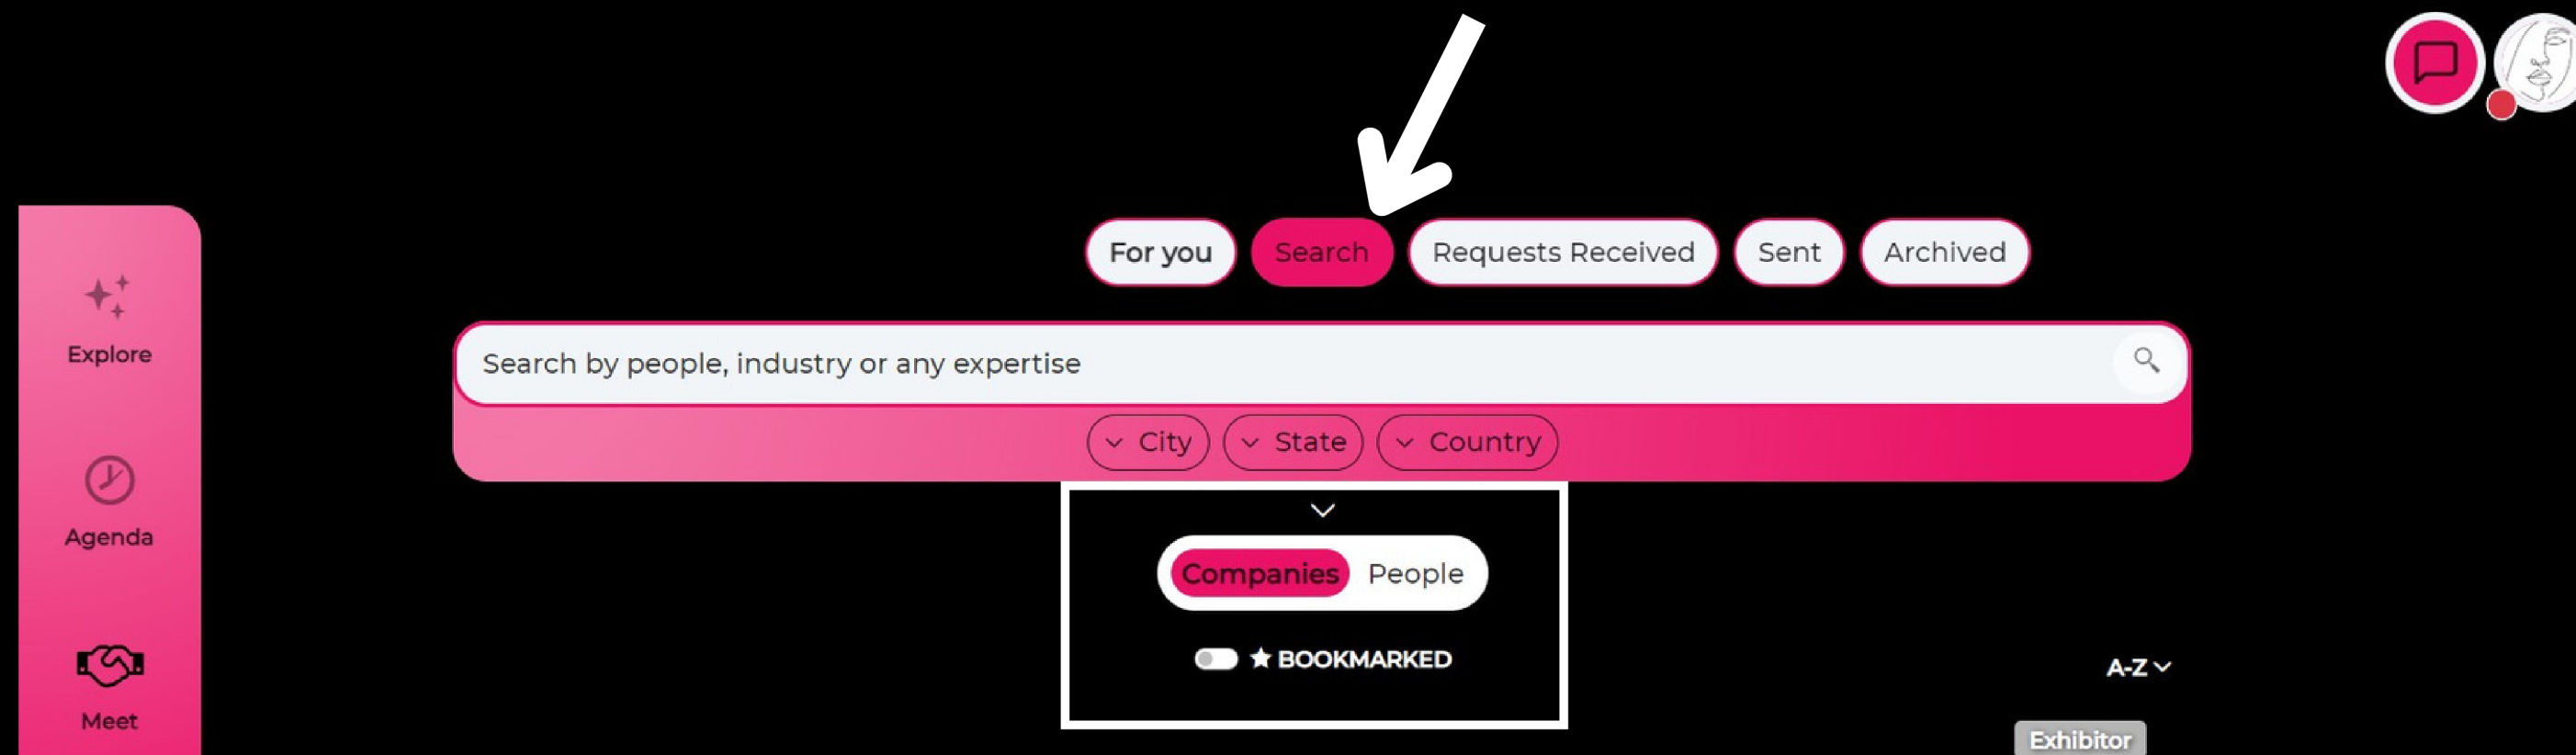 For you Search Requests Received Sent Archived
Explore
Search by people, industry or any expertise
City State Country
Agenda
Companies People
BOOKMARKED
A-Z
Meet
Exhibitor